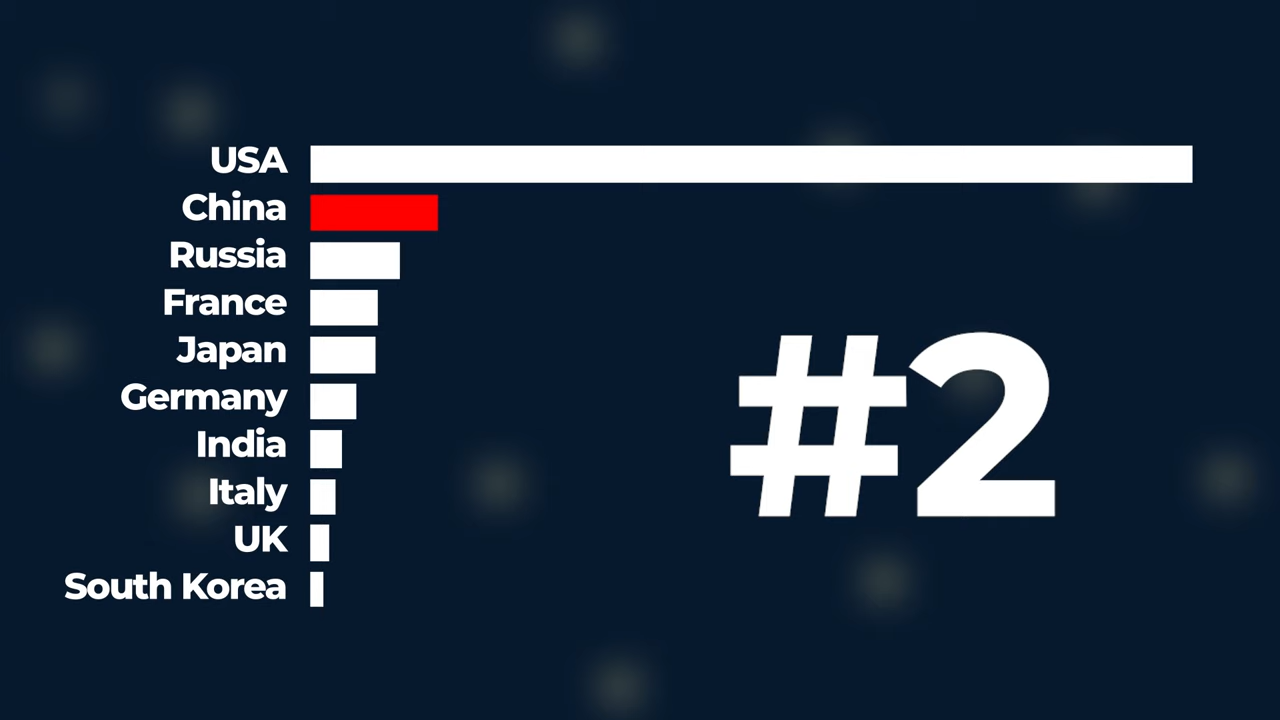 USA
China
Russia
France
Japan
Germany
India
Italy
UK
South Korea
#2